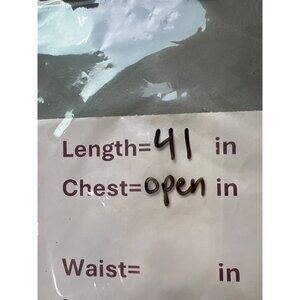 Length= 41 in
Chest= open in
Waist= in